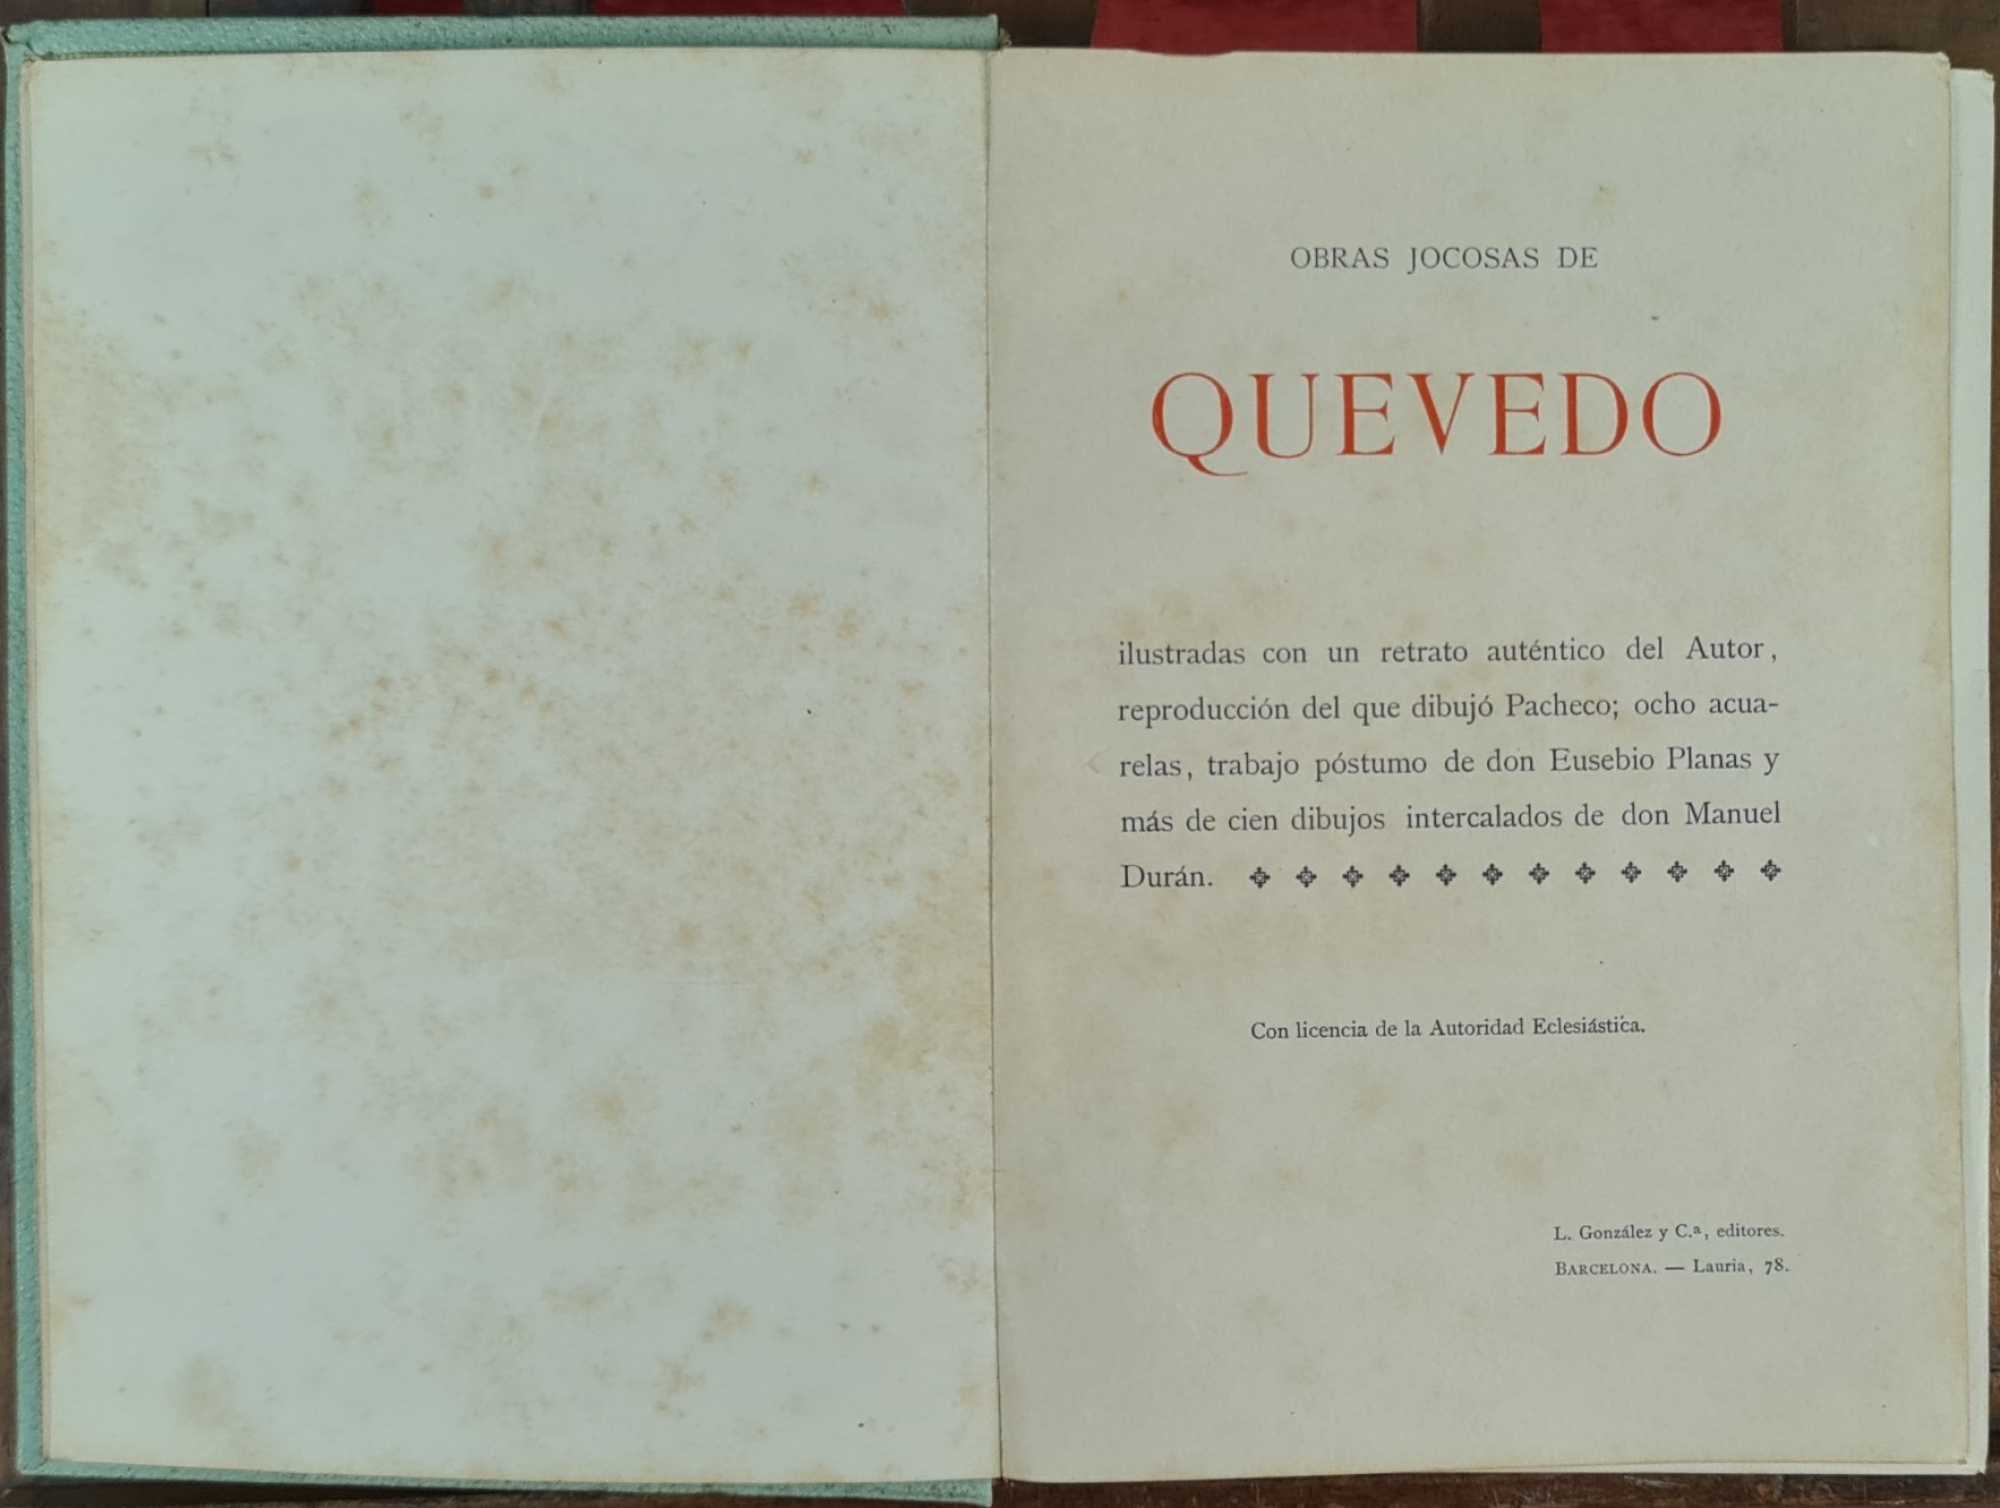 OBRAS JOCOSAS DE
QUEVEDO
ilustradas con un retrato auténtico del Autor,
reproducción del que dibujó Pacheco; ocho acua-
relas, trabajo póstumo de don Eusebio Planas y
más de cien dibujos intercalados de don Manuel
Durán.
Con licencia de la Autoridad Eclesiástica.
L. González y C.ª, editores.
BARCELONA. — Lauria, 78.